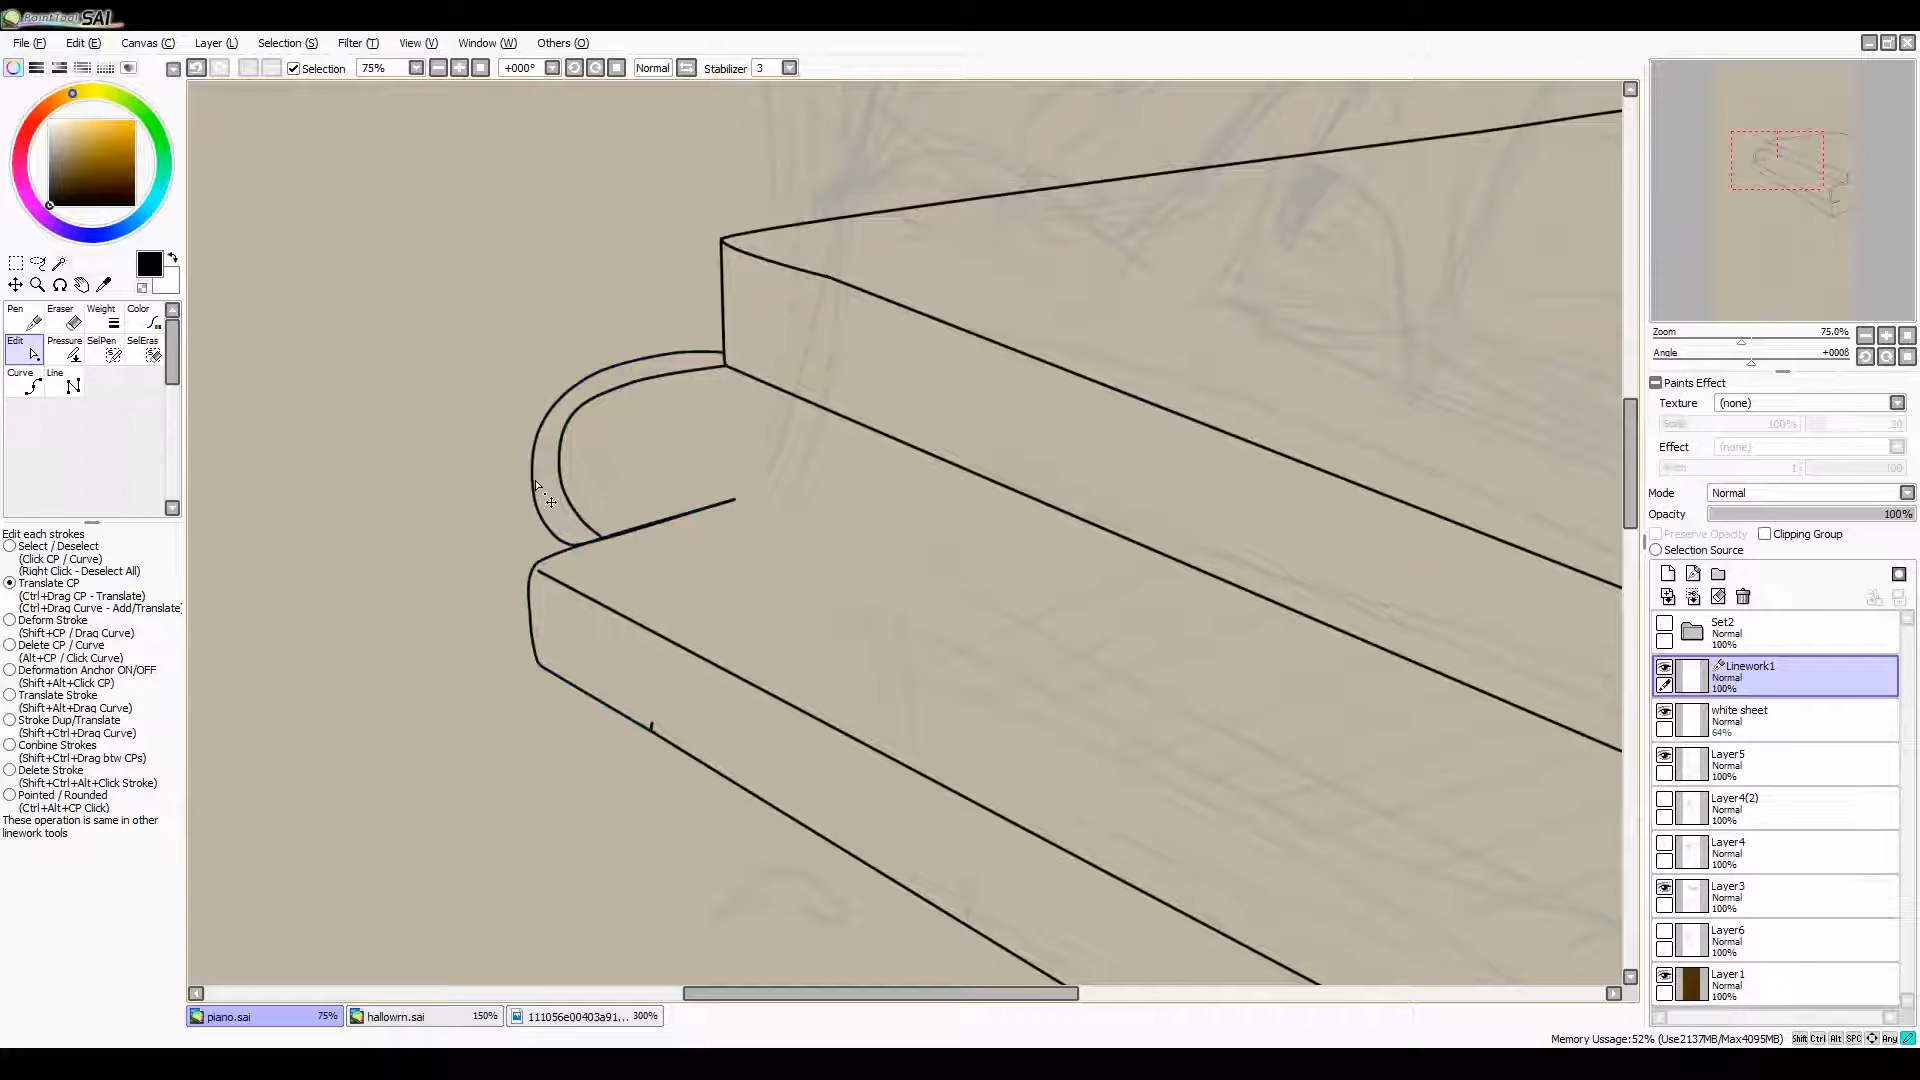 PaintTool SAI
File (F) Edit (E) Canvas (C) Layer (L) Selection (S) Filter (T) View (V) Window (W) Others (O)
Selection 75% +000° Normal Stabilizer 3
Pen Eraser Weight Color
Edit Pressure SelPen SelEras
Curve Line
Edit each strokes
Select / Deselect
(Click CP / Curve)
(Right Click - Deselect All)
Translate CP
(Ctrl+Drag CP - Translate)
(Ctrl+Drag Curve - Add/Translate)
Deform Stroke
(Shift+CP / Drag Curve)
Delete CP / Curve
(Alt+CP / Click Curve)
Deformation Anchor ON/OFF
(Shift+Alt+Click CP)
Translate Stroke
(Shift+Alt+Drag Curve)
Stroke Dup/Translate
(Shift+Ctrl+Drag Curve)
Conbine Strokes
(Shift+Ctrl+Drag btw CPs)
Delete Stroke
(Shift+Ctrl+Alt+Click Stroke)
Pointed / Rounded
(Ctrl+Alt+CP Click)
These operation is same in other
linework tools
Zoom 75.0%
Angle
Paints Effect
Texture (none)
Scale 100% 20
Effect (none)
Width 1 100
Mode Normal
Opacity 100%
Preserve Opacity Clipping Group
Selection Source
Set2
Normal
100%
Linework1
Normal
100%
white sheet
Normal
64%
Layer5
Normal
100%
Layer4(2)
Normal
100%
Layer4
Normal
100%
Layer3
Normal
100%
Layer6
Normal
100%
Layer1
Normal
100%
piano.sai 75% hallowrn.sai 150% 111056e00403a91... 300%
Memory Ussage:52% (Use2137MB/Max4095MB) Shift Ctrl Alt SPC Any